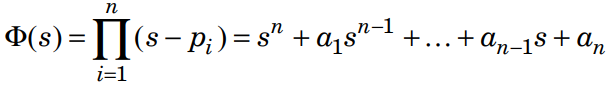 Φ(s) = ∏_{i=1}^{n} (s − p_i) = s^n + a_1 s^{n−1} + … + a_{n−1} s + a_n